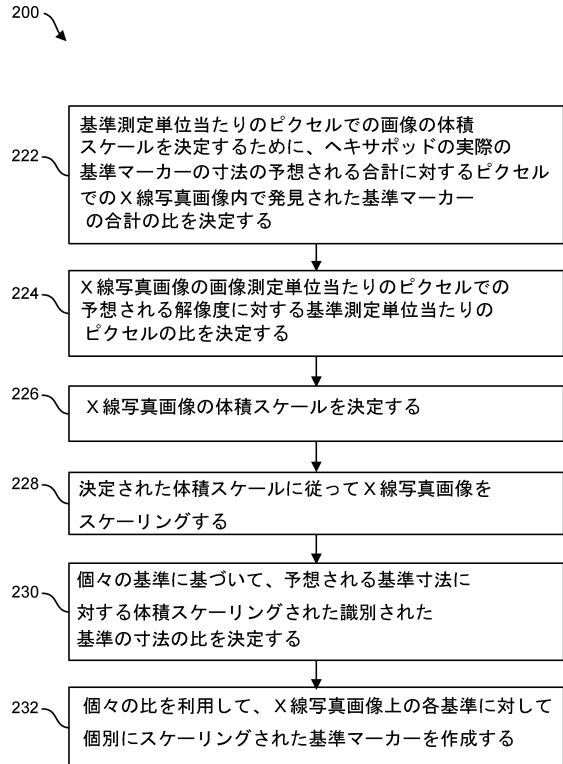 200
222
基準測定単位当たりのピクセルでの画像の体積
スケールを決定するために、ヘキサポッドの実際の
基準マーカーの寸法の予想される合計に対するピクセル
でのX線写真画像内で発見された基準マーカー
の合計の比を決定する
224
X線写真画像の画像測定単位当たりのピクセルでの
予想される解像度に対する基準測定単位当たりの
ピクセルの比を決定する
226
X線写真画像の体積スケールを決定する
228
決定された体積スケールに従ってX線写真画像を
スケーリングする
230
個々の基準に基づいて、予想される基準寸法に
対する体積スケーリングされた識別された
基準の寸法の比を決定する
232
個々の比を利用して、X線写真画像上の各基準に対して
個別にスケーリングされた基準マーカーを作成する